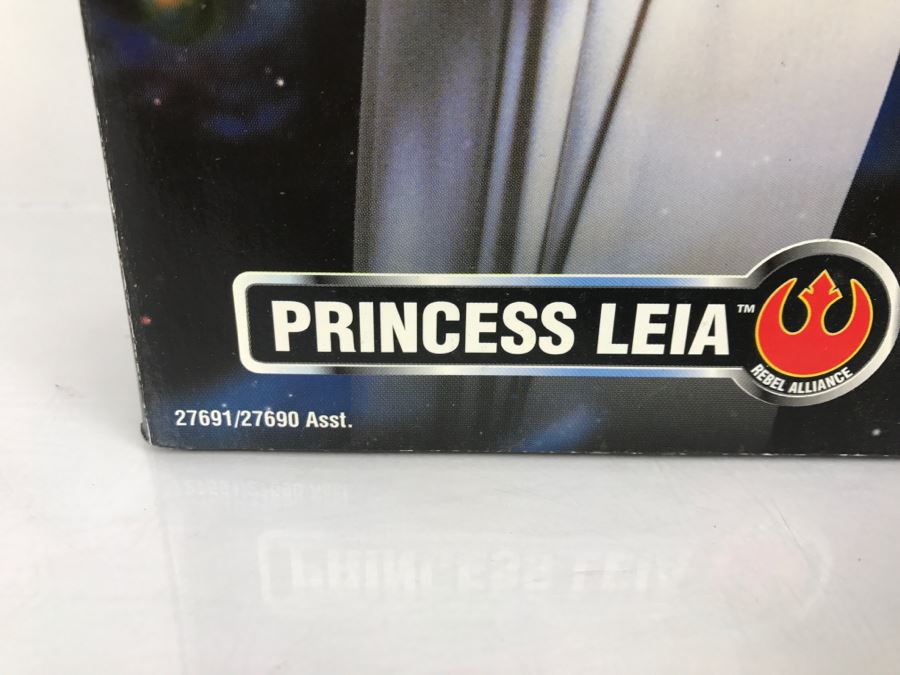 PRINCESS LEIA™
REBEL ALLIANCE
27691/27690 Asst.